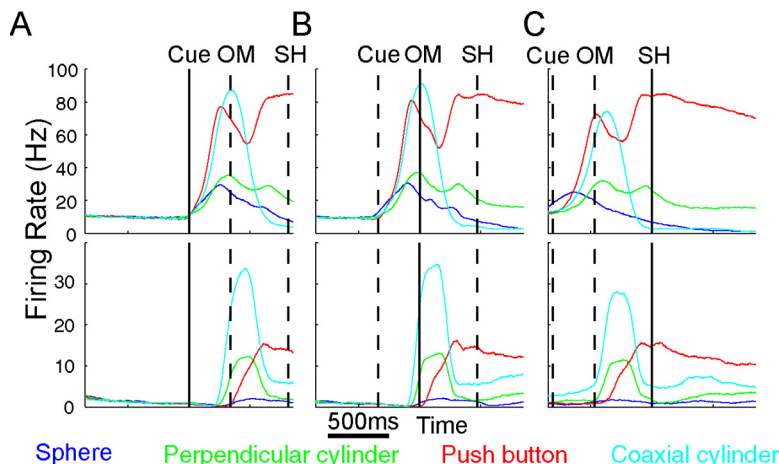 A B C
Cue OM SH Cue OM SH Cue OM SH
100
80
60
40
20
0
Firing Rate (Hz)
30
20
10
0
500ms Time
Sphere Perpendicular cylinder Push button Coaxial cylinder